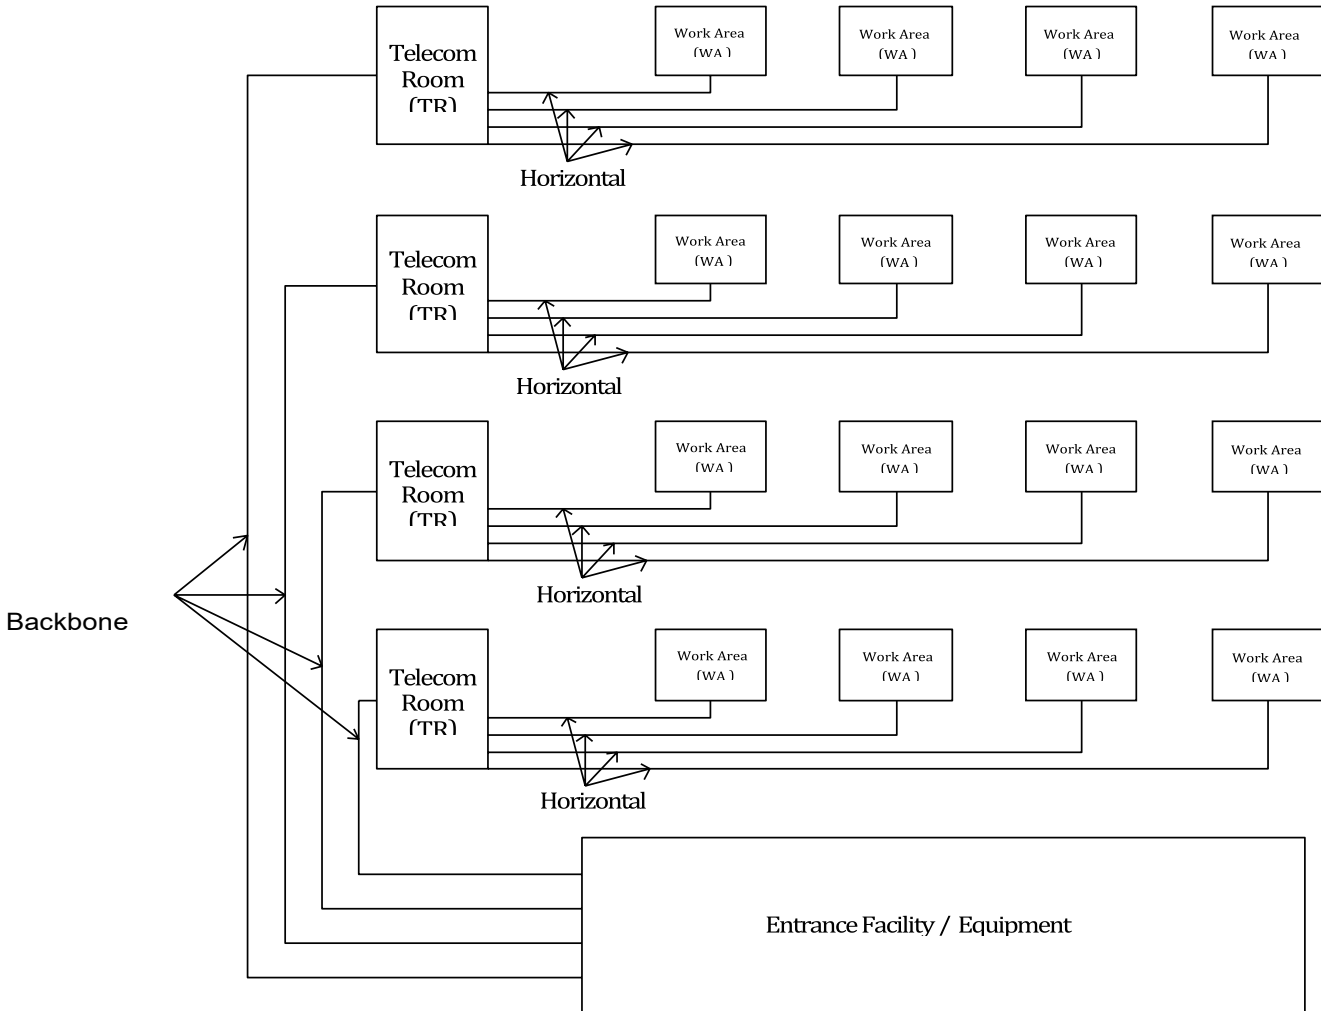 Telecom
Room
(TR)
Work Area
(WA)
Work Area
(WA)
Work Area
(WA)
Work Area
(WA)
Horizontal
Telecom
Room
(TR)
Work Area
(WA)
Work Area
(WA)
Work Area
(WA)
Work Area
(WA)
Horizontal
Telecom
Room
(TR)
Work Area
(WA)
Work Area
(WA)
Work Area
(WA)
Work Area
(WA)
Horizontal
Backbone
Telecom
Room
(TR)
Work Area
(WA)
Work Area
(WA)
Work Area
(WA)
Work Area
(WA)
Horizontal
Entrance Facility / Equipment